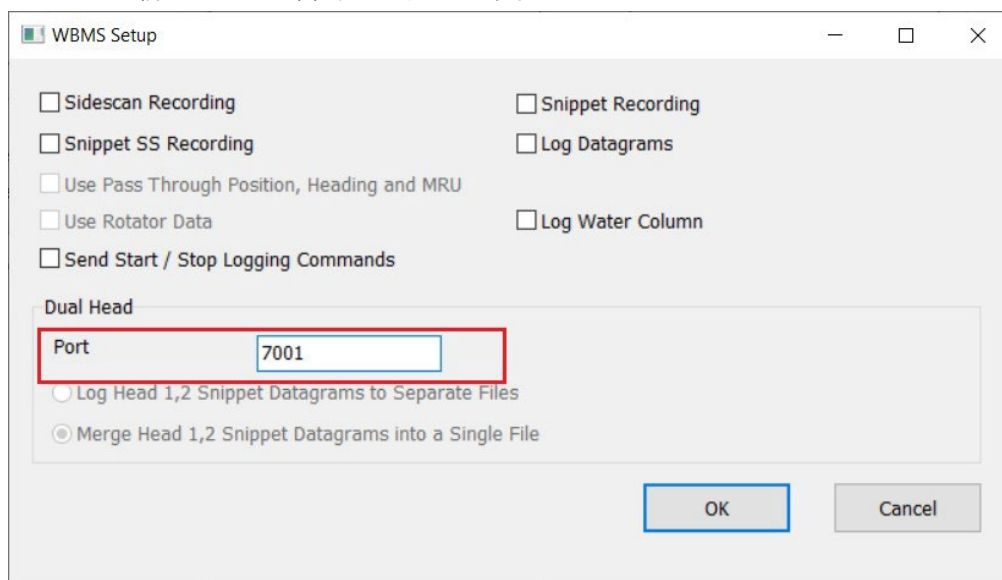 WBMS Setup
Sidescan Recording
Snippet Recording
Snippet SS Recording
Log Datagrams
Use Pass Through Position, Heading and MRU
Use Rotator Data
Log Water Column
Send Start / Stop Logging Commands
Dual Head
Port
7001
Log Head 1,2 Snippet Datagrams to Separate Files
Merge Head 1,2 Snippet Datagrams into a Single File
OK
Cancel